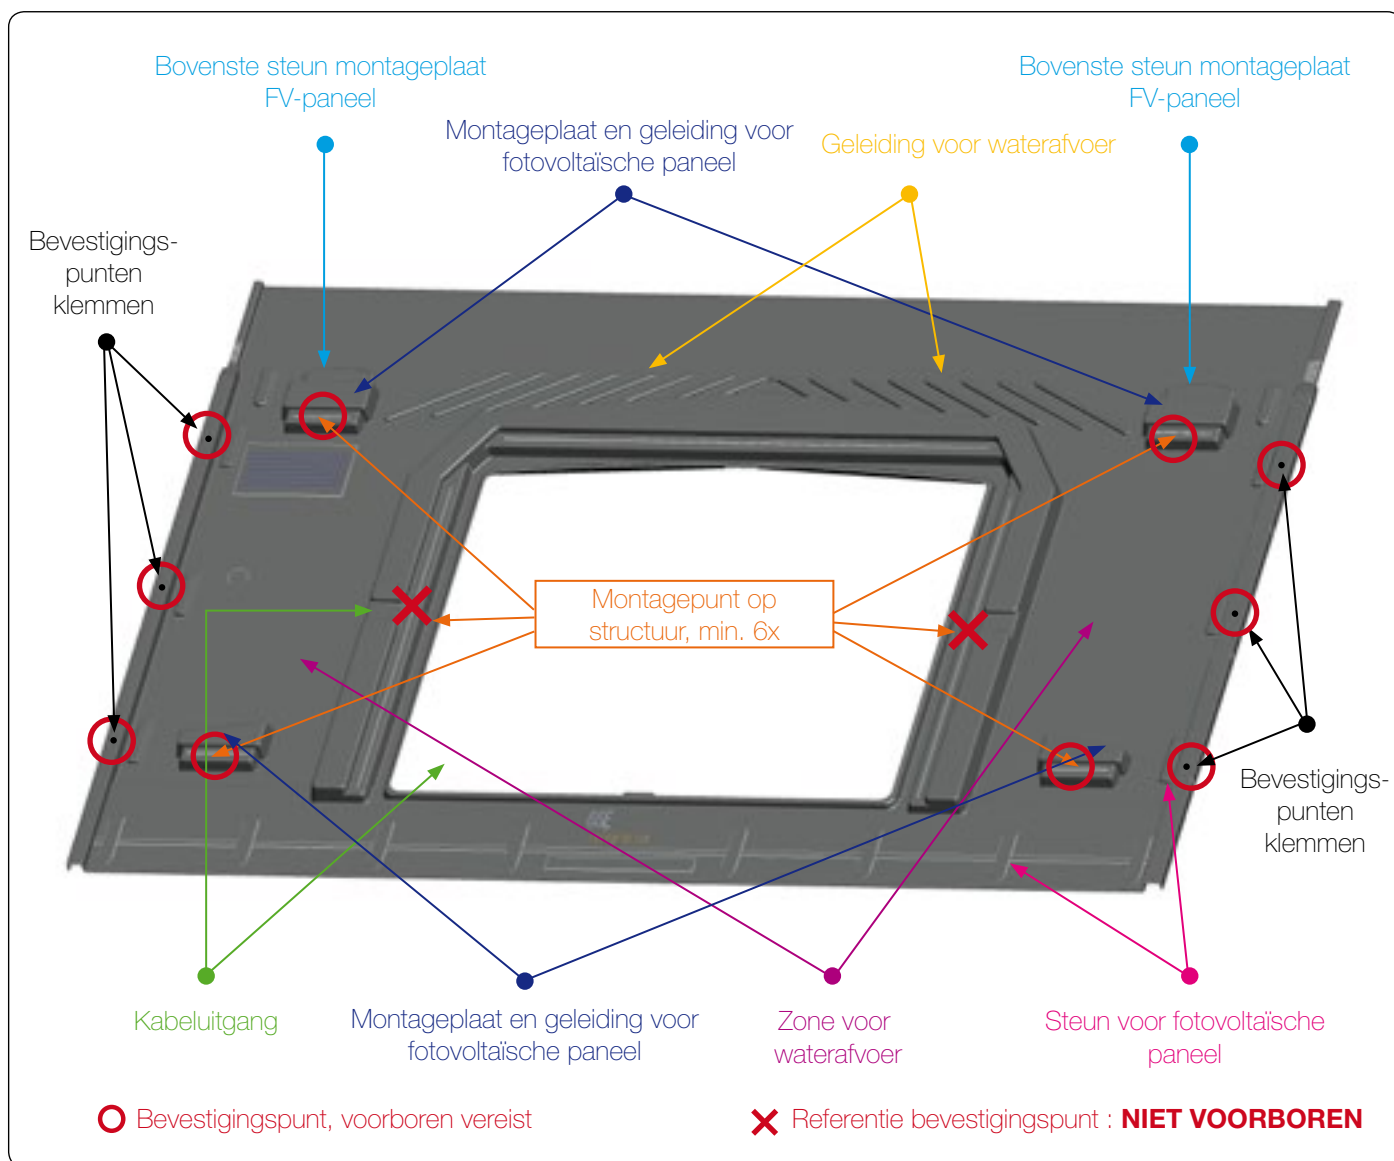 Bovenste steun montageplaat
FV-paneel
Bovenste steun montageplaat
FV-paneel
Montageplaat en geleiding voor
fotovoltaïsche paneel
Geleiding voor waterafvoer
Bevestigings-
punten
klemmen
Montagepunt op
structuur, min. 6x
Bevestigings-
punten
klemmen
Kabeluitgang
Montageplaat en geleiding voor
fotovoltaïsche paneel
Zone voor
waterafvoer
Steun voor fotovoltaïsche
paneel
Bevestigingspunt, voorboren vereist
Referentie bevestigingspunt : NIET VOORBOREN